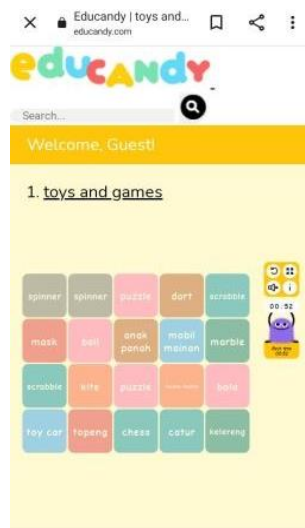 Educandy | toys and...
educandy.com
eDUCANDY
Search...
Welcome, Guest!
1. toys and games
spinner spinner puzzle dart scrabble
00:52
mask ball anak panah mobil mainan marble
scrabble kite puzzle bola
toy car topeng chess catur kelereng